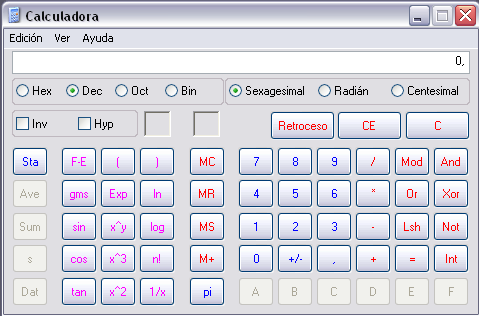 Calculadora
Edición Ver Ayuda
0,
Hex Dec Oct Bin Sexagesimal Radián Centesimal
Inv Hyp Retroceso CE C
Sta F-E ( ) MC 7 8 9 / Mod And
Ave gms Exp ln MR 4 5 6 * Or Xor
Sum sin x^y log MS 1 2 3 - Lsh Not
s cos x^3 n! M+ 0 +/- , + = Int
Dat tan x^2 1/x pi A B C D E F